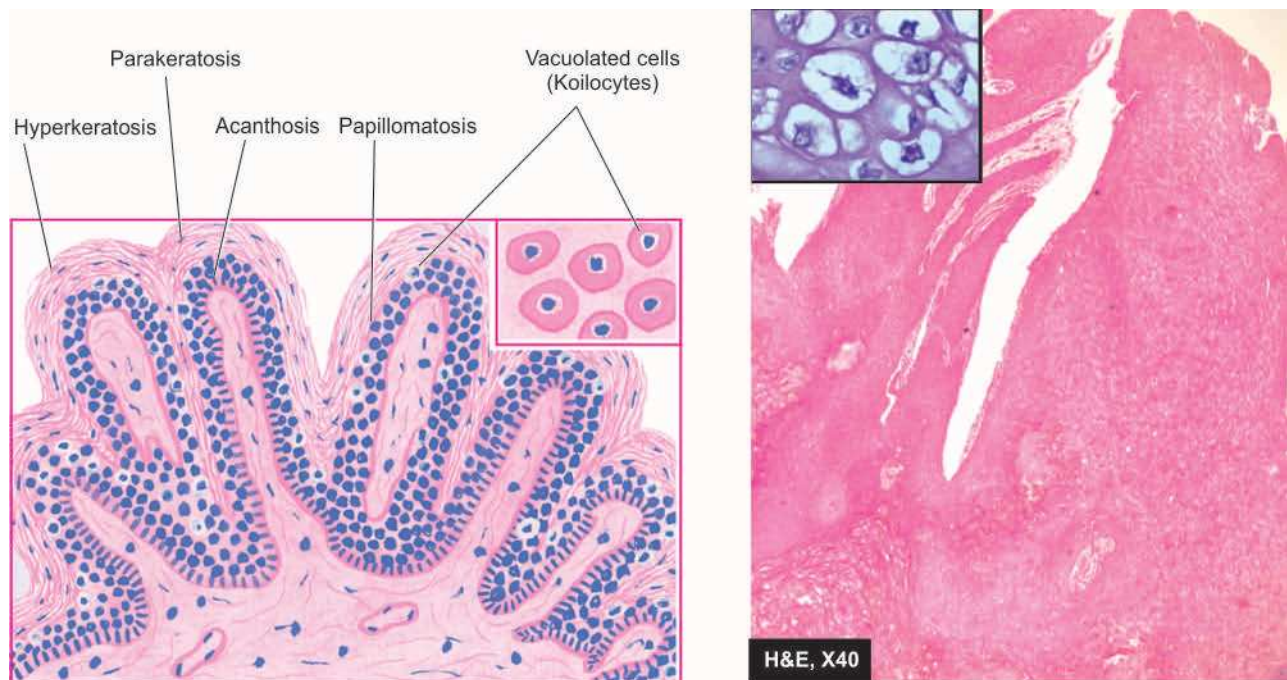 Parakeratosis
Vacuolated cells
(Koilocytes)
Hyperkeratosis
Acanthosis
Papillomatosis
H&E, X40